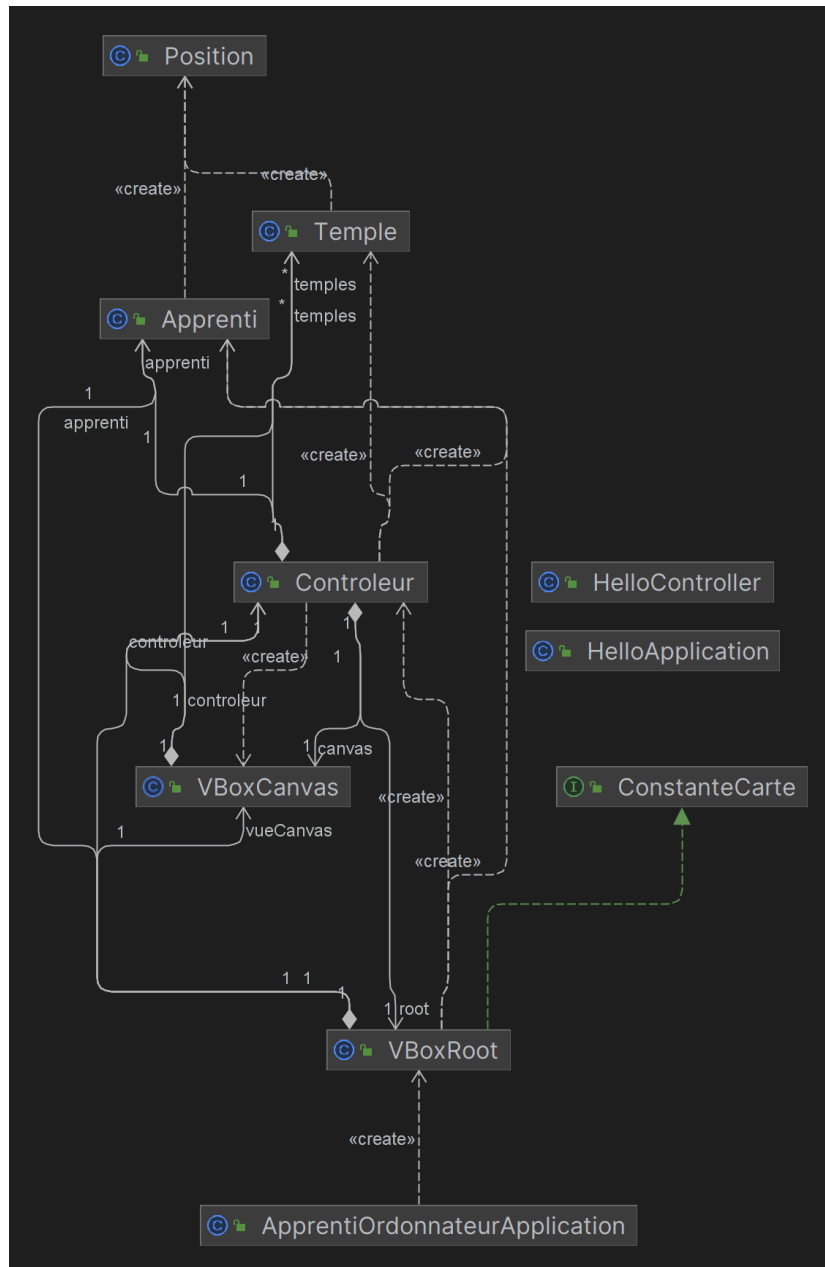 Position
«create»
«create»
Temple
*
temples
*
temples
Apprenti
apprenti
1
apprenti
1
«create»
«create»
1
1
Controleur
HelloController
1
1
1
controleur
1
«create»
HelloApplication
1
controleur
1
1
canvas
VBoxCanvas
ConstanteCarte
«create»
1
vueCanvas
«create»
1
1
1
1
root
VBoxRoot
«create»
ApprentiOrdonnateurApplication